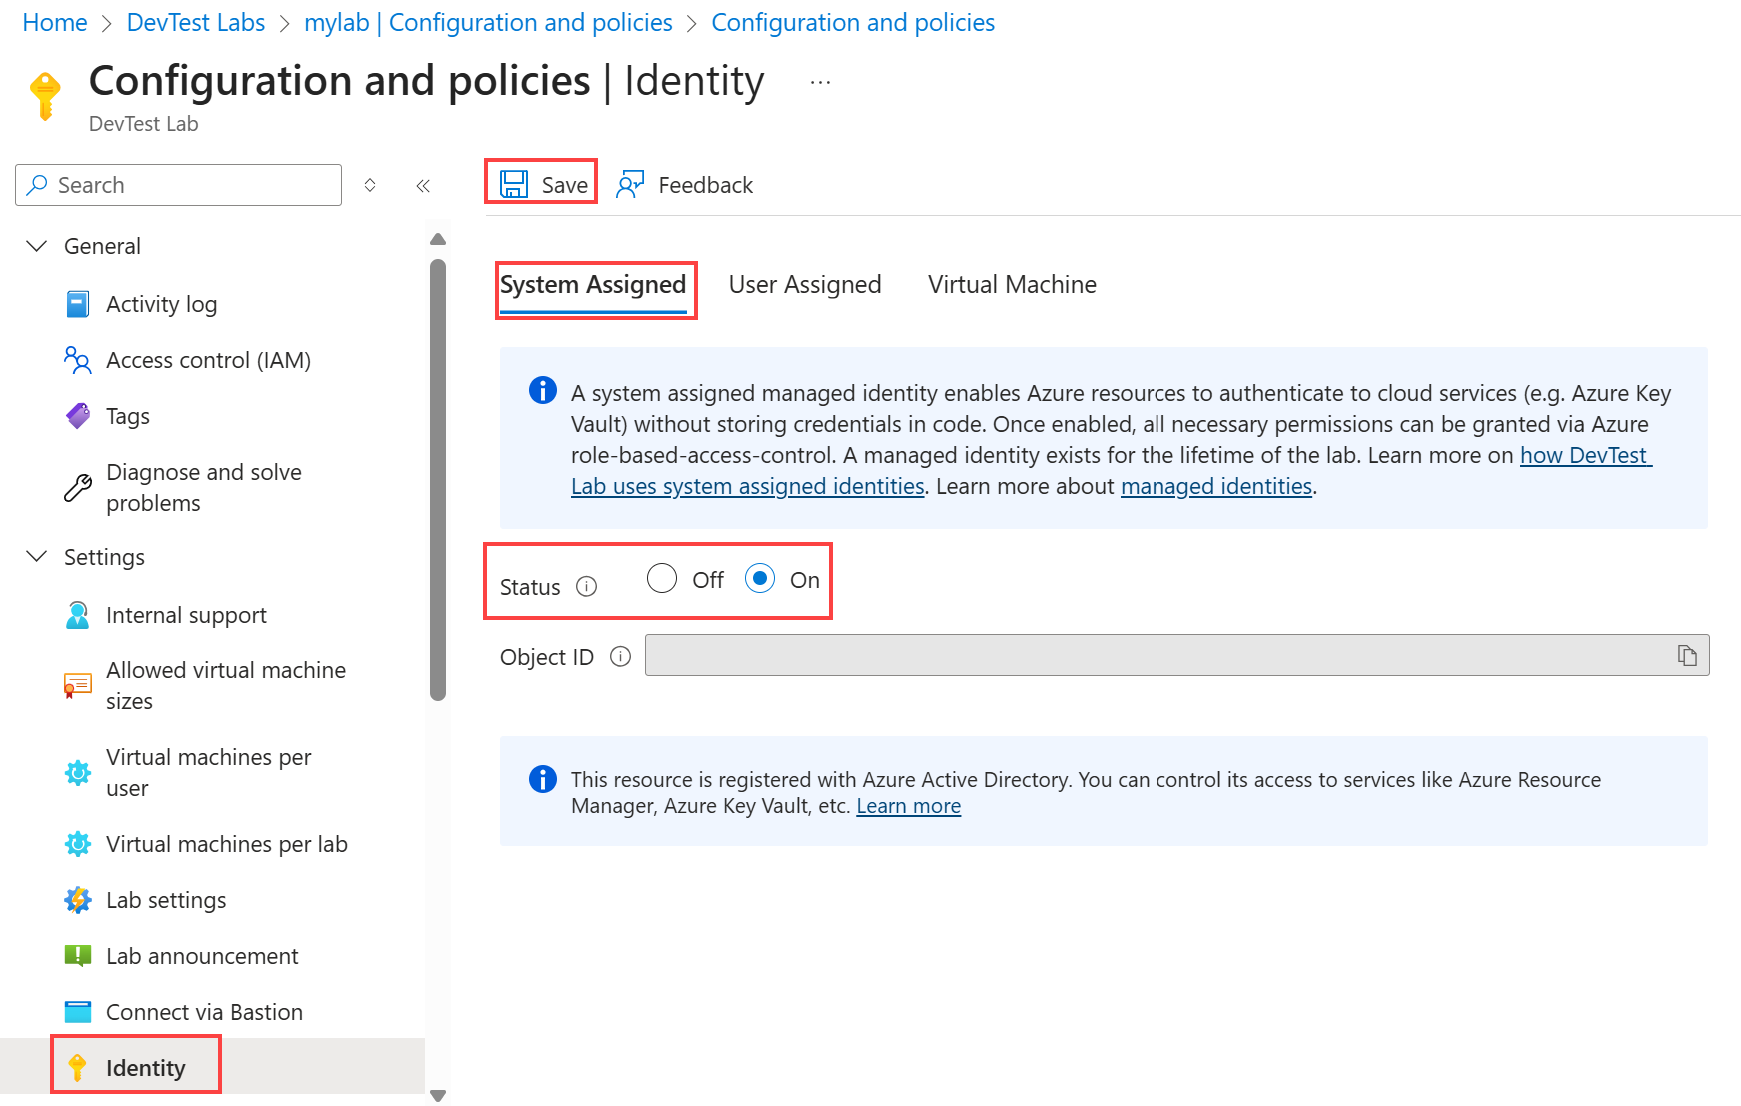 Home > DevTest Labs > mylab | Configuration and policies > Configuration and policies
Configuration and policies | Identity ...
DevTest Lab
Search
General
Activity log
Access control (IAM)
Tags
Diagnose and solve
problems
Settings
Internal support
Allowed virtual machine
sizes
Virtual machines per
user
Virtual machines per lab
Lab settings
Lab announcement
Connect via Bastion
Identity
Save Feedback
System Assigned User Assigned Virtual Machine
A system assigned managed identity enables Azure resources to authenticate to cloud services (e.g. Azure Key
Vault) without storing credentials in code. Once enabled, all necessary permissions can be granted via Azure
role-based-access-control. A managed identity exists for the lifetime of the lab. Learn more on how DevTest
Lab uses system assigned identities. Learn more about managed identities.
Status Off On
Object ID
This resource is registered with Azure Active Directory. You can control its access to services like Azure Resource
Manager, Azure Key Vault, etc. Learn more